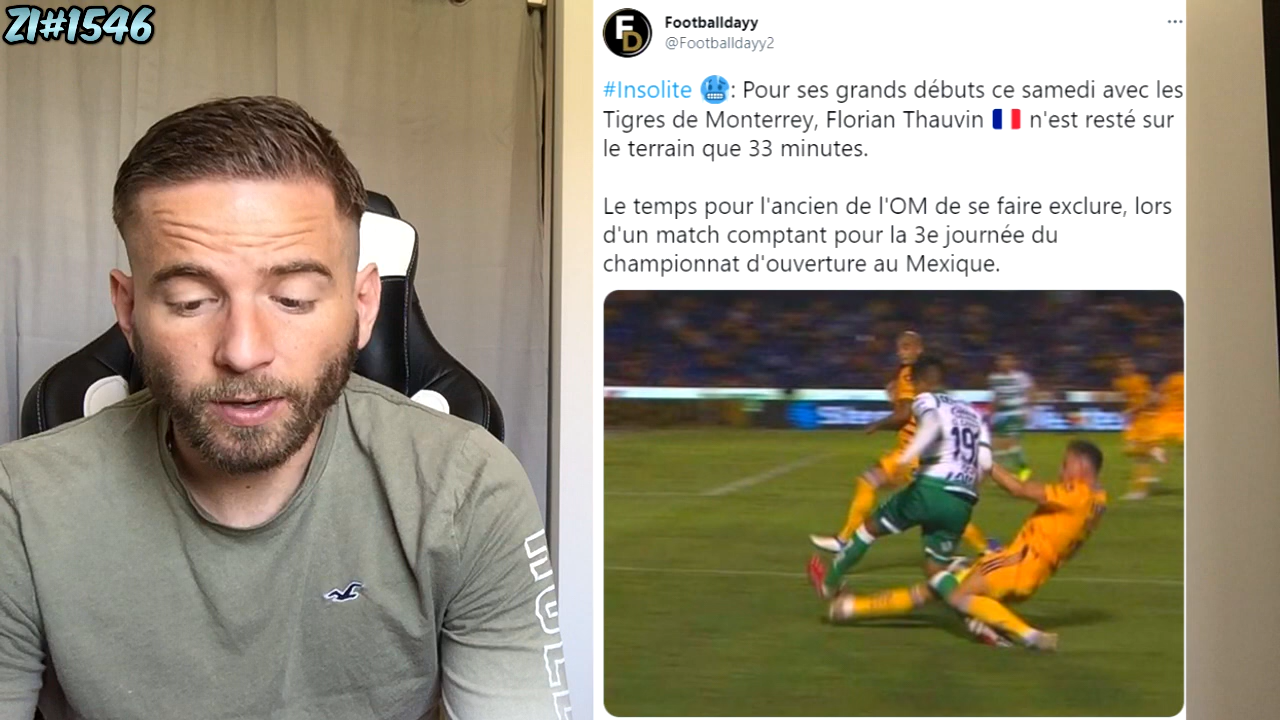 ZI#1546
FD
Footballdayy
@Footballdayy2
#Insolite 🥶: Pour ses grands débuts ce samedi avec les
Tigres de Monterrey, Florian Thauvin 🇫🇷 n'est resté sur
le terrain que 33 minutes.
Le temps pour l'ancien de l'OM de se faire exclure, lors
d'un match comptant pour la 3e journée du
championnat d'ouverture au Mexique.
19